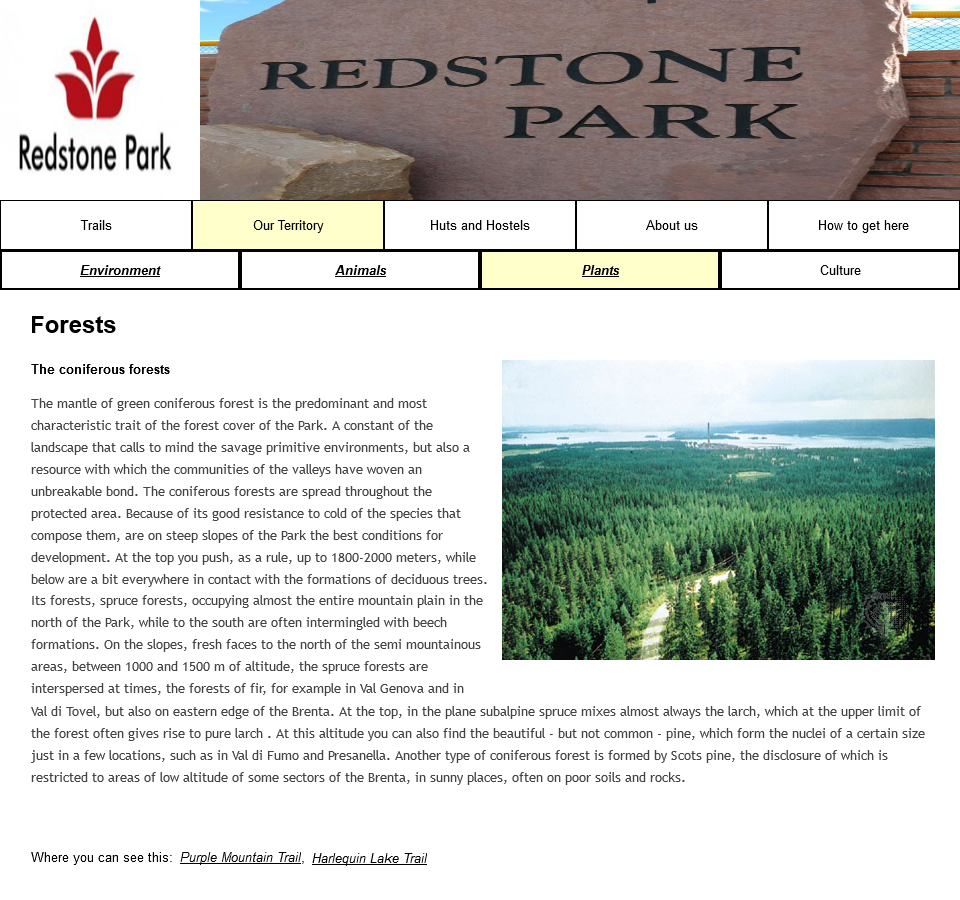 REDSTONE
PARK
Redstone Park
Trails
Our Territory
Huts and Hostels
About us
How to get here
Environment
Animals
Plants
Culture
Forests
The coniferous forests
The mantle of green coniferous forest is the predominant and most
characteristic trait of the forest cover of the Park. A constant of the
landscape that calls to mind the savage primitive environments, but also a
resource with which the communities of the valleys have woven an
unbreakable bond. The coniferous forests are spread throughout the
protected area. Because of its good resistance to cold of the species that
compose them, are on steep slopes of the Park the best conditions for
development. At the top you push, as a rule, up to 1800-2000 meters, while
below are a bit everywhere in contact with the formations of deciduous trees.
Its forests, spruce forests, occupying almost the entire mountain plain in the
north of the Park, while to the south are often intermingled with beech
formations. On the slopes, fresh faces to the north of the semi mountainous
areas, between 1000 and 1500 m of altitude, the spruce forests are
interspersed at times, the forests of fir, for example in Val Genova and in
Val di Tovel, but also on eastern edge of the Brenta. At the top, in the plane subalpine spruce mixes almost always the larch, which at the upper limit of
the forest often gives rise to pure larch . At this altitude you can also find the beautiful - but not common - pine, which form the nuclei of a certain size
just in a few locations, such as in Val di Fumo and Presanella. Another type of coniferous forest is formed by Scots pine, the disclosure of which is
restricted to areas of low altitude of some sectors of the Brenta, in sunny places, often on poor soils and rocks.
Where you can see this: Purple Mountain Trail, Harlequin Lake Trail